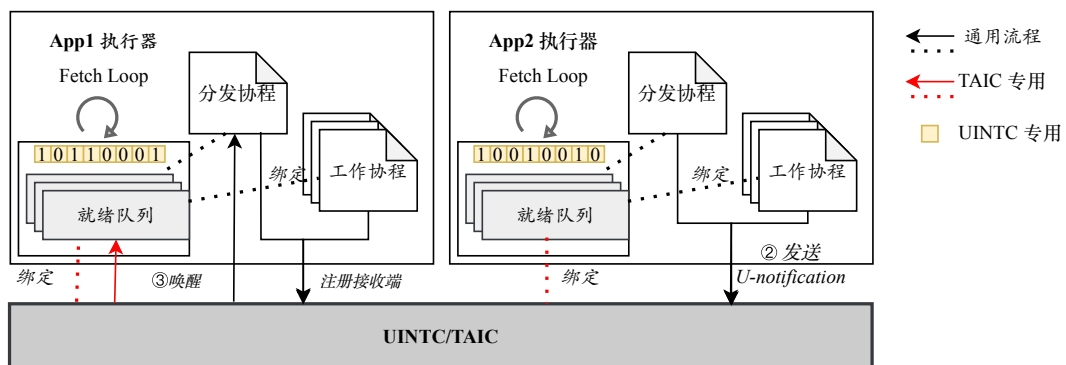 App1 执行器
Fetch Loop
分发协程
10110001
绑定
工作协程
就绪队列
绑定
③唤醒
注册接收端
App2 执行器
Fetch Loop
分发协程
10010010
绑定
工作协程
就绪队列
绑定
② 发送
U-notification
UINTC/TAIC
通用流程
TAIC 专用
UINTC 专用